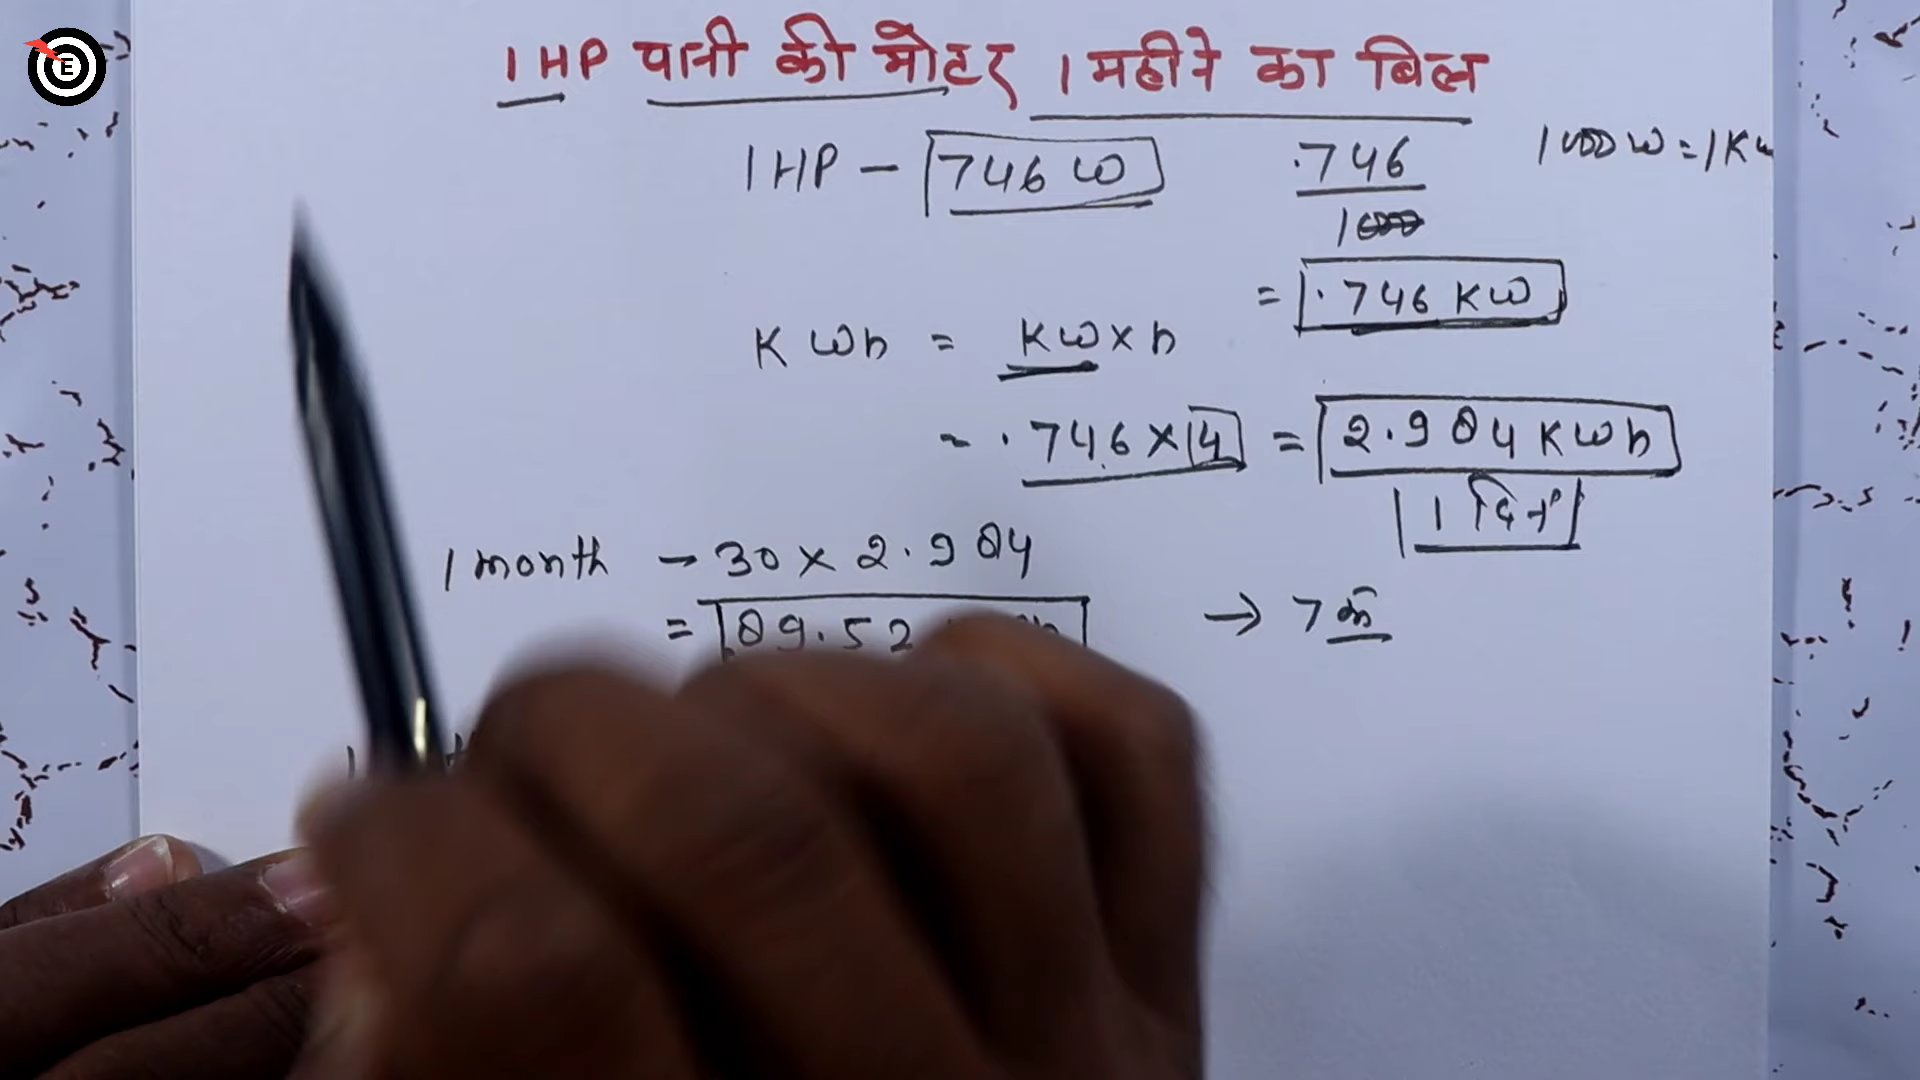 E
1 HP पानी की मोटर 1 महीने का बिल
1 HP - 746 W
.746
1000
1000 W = 1 Kw
= .746 KW
Kwh = Kw x h
= .746 x 4 = 2.984 Kwh
1 दिन
1 month - 30 x 2.984
= 89.52
→ 7 रू